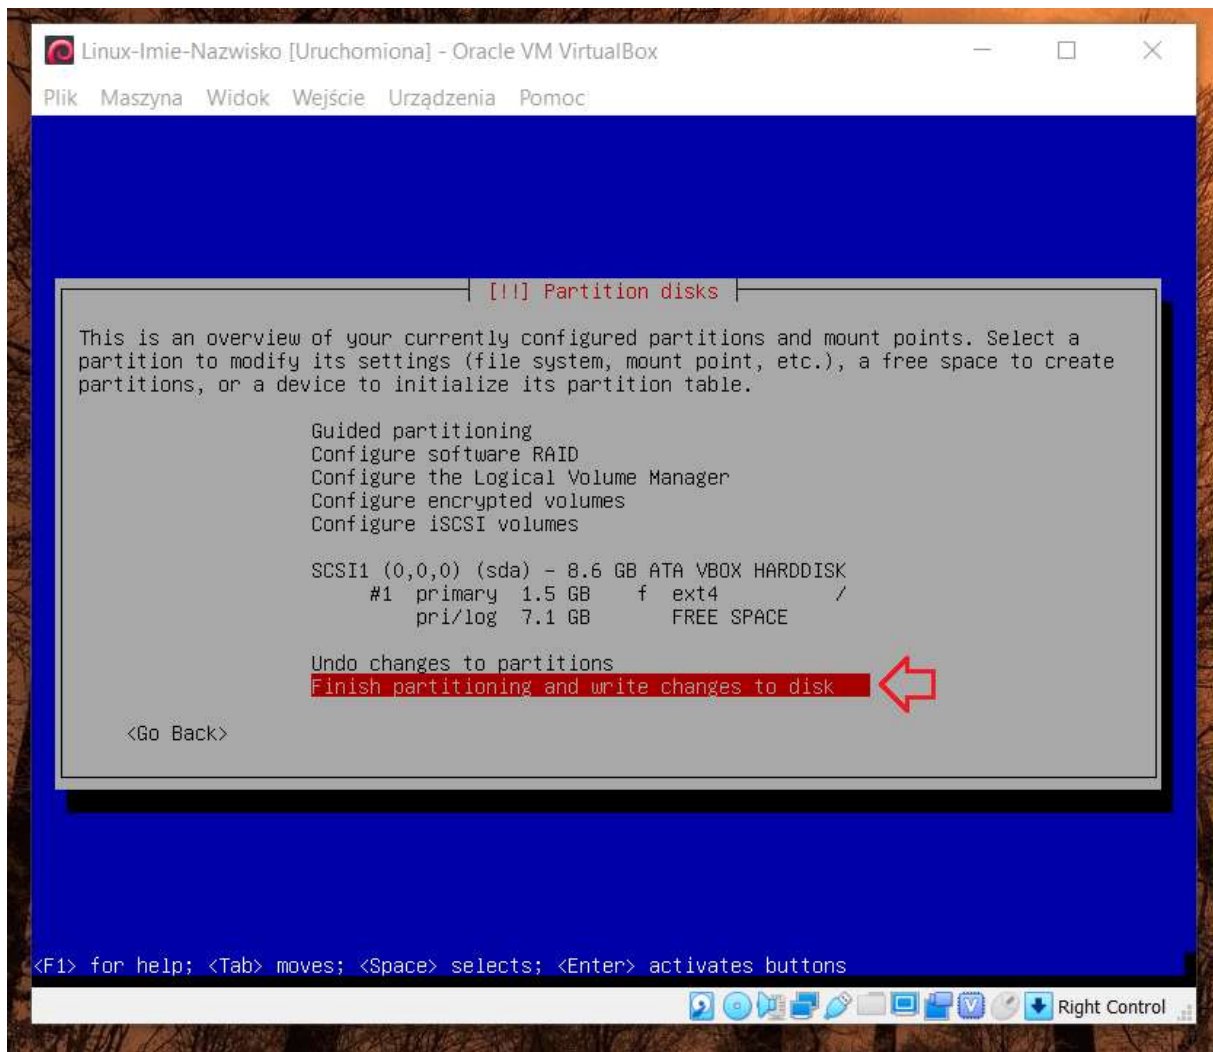 Linux-Imie-Nazwisko [Uruchomiona] - Oracle VM VirtualBox
Plik Maszyna Widok Wejście Urządzenia Pomoc
[!!] Partition disks
This is an overview of your currently configured partitions and mount points. Select a
partition to modify its settings (file system, mount point, etc.), a free space to create
partitions, or a device to initialize its partition table.
Guided partitioning
Configure software RAID
Configure the Logical Volume Manager
Configure encrypted volumes
Configure iSCSI volumes
SCSI1 (0,0,0) (sda) - 8.6 GB ATA VBOX HARDDISK
#1 primary 1.5 GB f ext4 /
pri/log 7.1 GB FREE SPACE
Undo changes to partitions
Finish partitioning and write changes to disk
<Go Back>
<F1> for help; <Tab> moves; <Space> selects; <Enter> activates buttons
Right Control